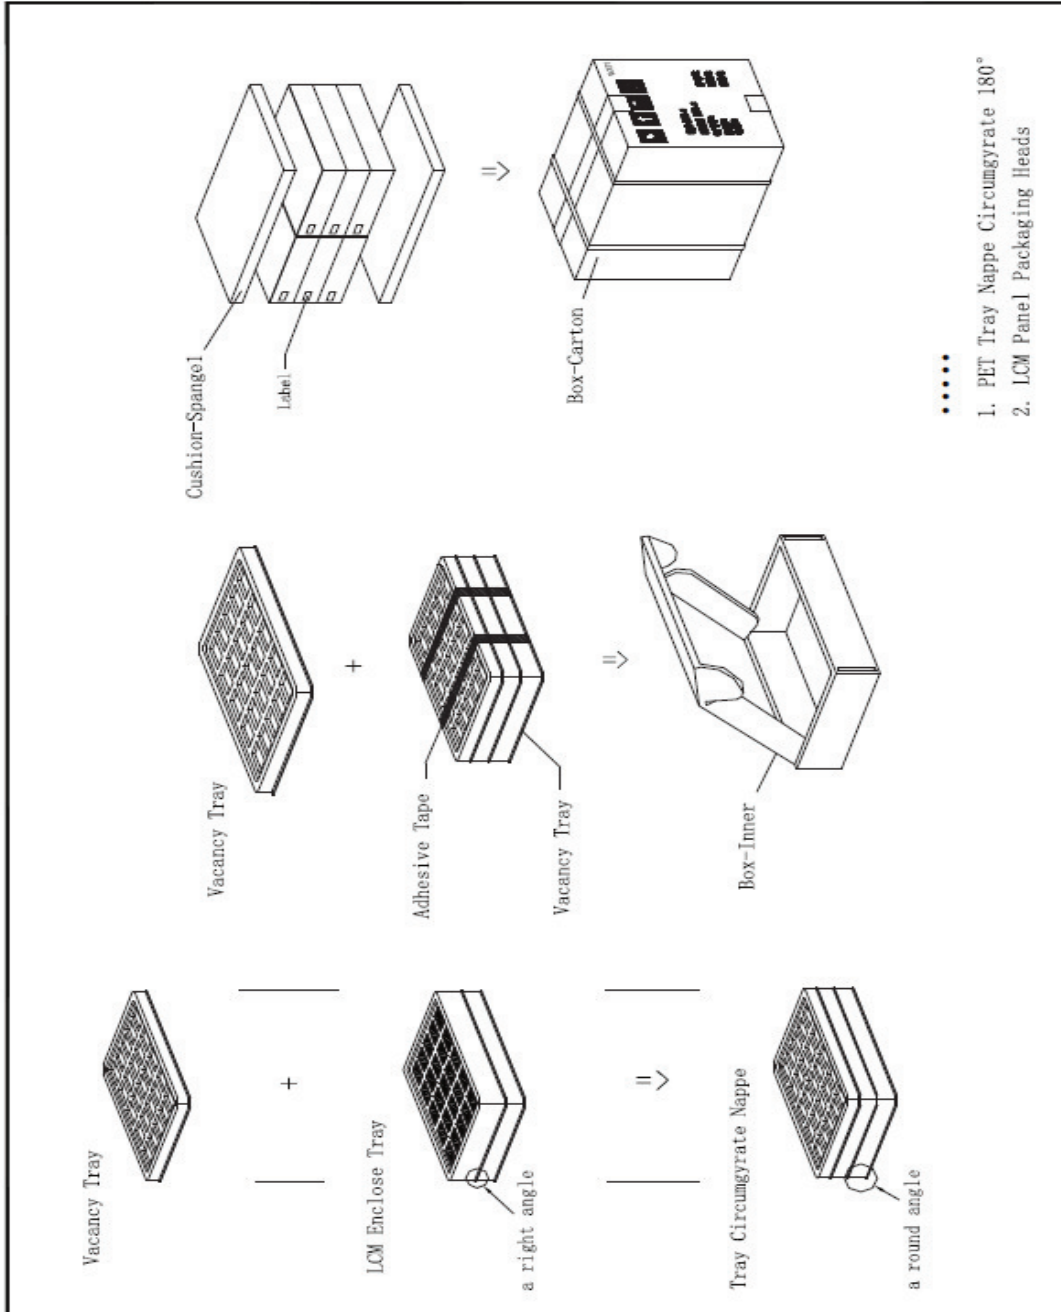 Vacancy Tray
+
LCM Enclose Tray
a right angle
Tray Circumgyrate Nappe
a round angle
Vacancy Tray
+
Adhesive Tape
Vacancy Tray
Box-Inner
Cushion-Spangel
Label
Box-Carton
1. PET Tray Nappe Circumgyrate 180°
2. LCM Panel Packaging Heads